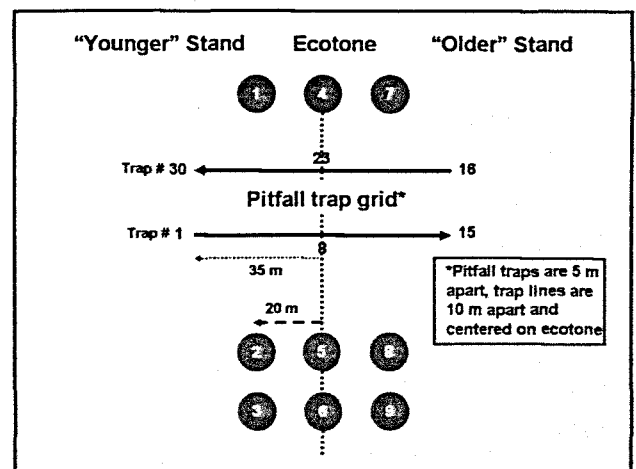 "Younger" Stand Ecotone "Older" Stand
1 4 7
23
Trap # 30 16
Pitfall trap grid*
Trap # 1 15
8
35 m
*Pitfall traps are 5 m
apart, trap lines are
10 m apart and
centered on ecotone
20 m
2 5 8
3 6 9